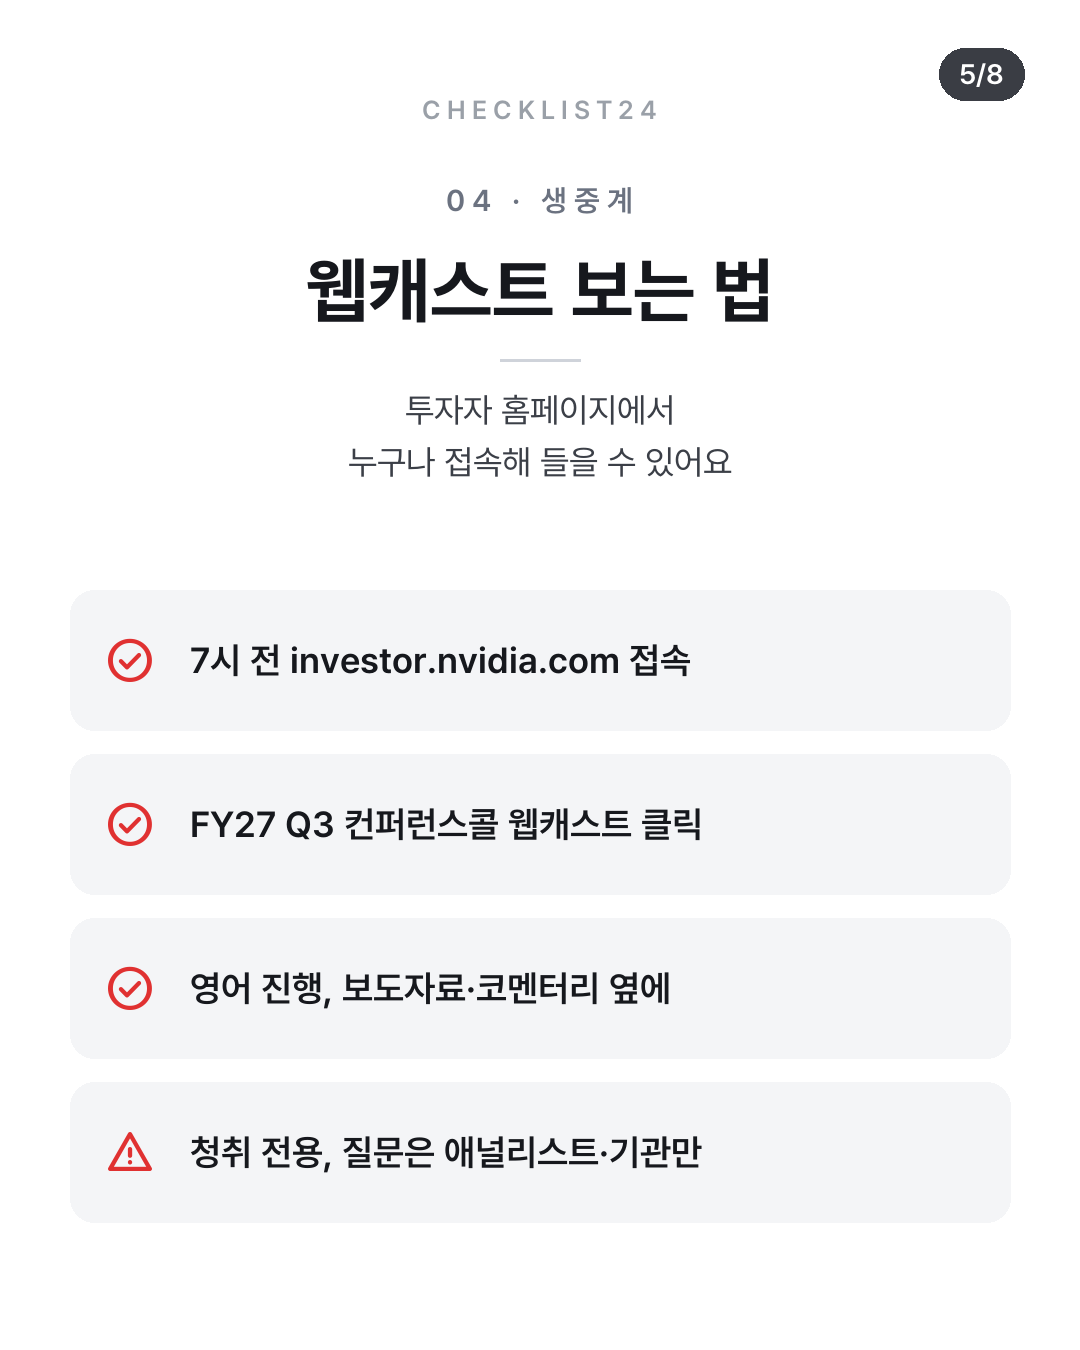 5/8
CHECKLIST24
04 · 생중계
웹캐스트 보는 법
투자자 홈페이지에서
누구나 접속해 들을 수 있어요
7시 전 investor.nvidia.com 접속
FY27 Q3 컨퍼런스콜 웹캐스트 클릭
영어 진행, 보도자료·코멘터리 옆에
청취 전용, 질문은 애널리스트·기관만